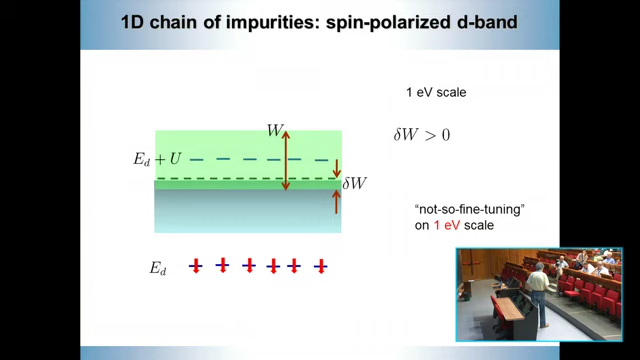 1D chain of impurities: spin-polarized d-band
1 eV scale
W
δW > 0
E_d + U
δW
"not-so-fine-tuning"
on 1 eV scale
E_d